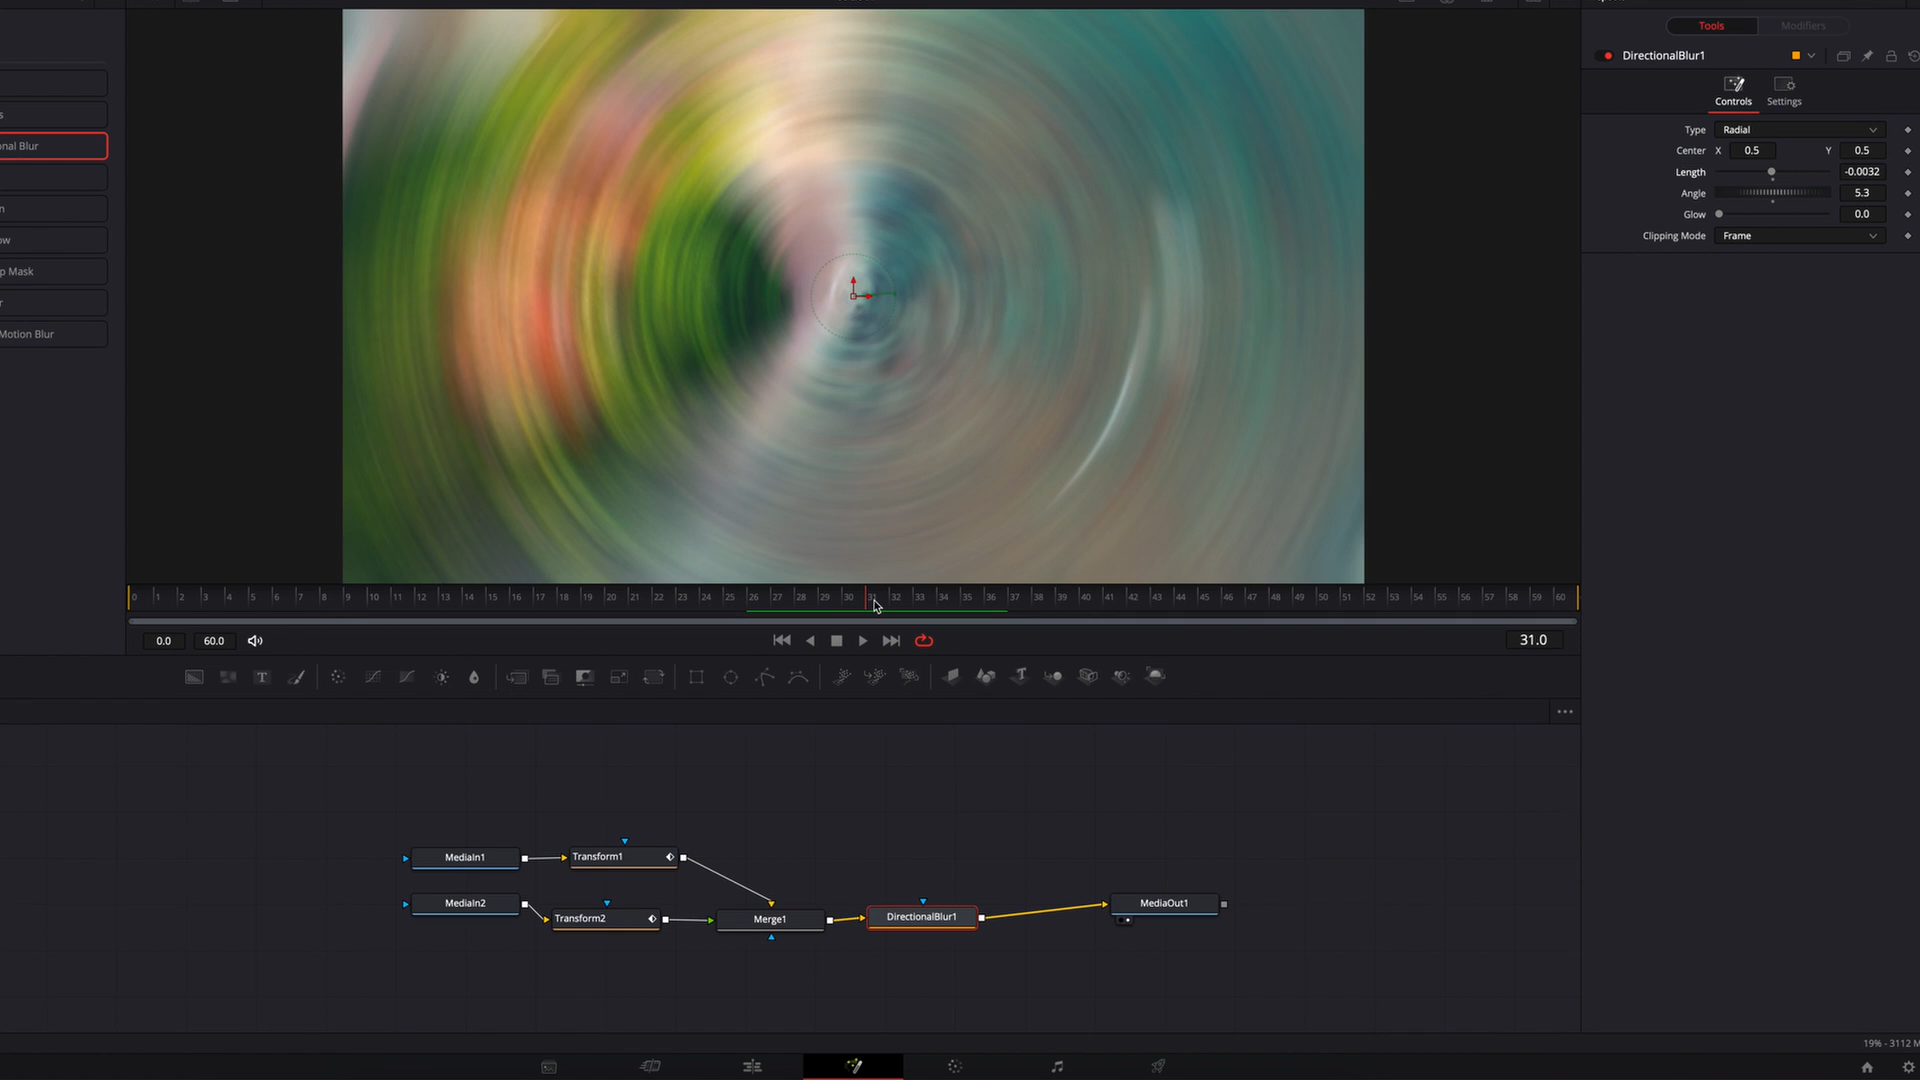 Tools Modifiers
DirectionalBlur1
Controls Settings
Type Radial
Center X 0.5 Y 0.5
Length -0.0032
Angle 5.3
Glow 0.0
Clipping Mode Frame
s
onal Blur
n
ow
p Mask
r
Motion Blur
0 1 2 3 4 5 6 7 8 9 10 11 12 13 14 15 16 17 18 19 20 21 22 23 24 25 26 27 28 29 30 31 32 33 34 35 36 37 38 39 40 41 42 43 44 45 46 47 48 49 50 51 52 53 54 55 56 57 58 59 60
0.0 60.0 31.0
T T
MediaIn1 Transform1
MediaIn2 Transform2 Merge1 DirectionalBlur1 MediaOut1
19% - 3112 M